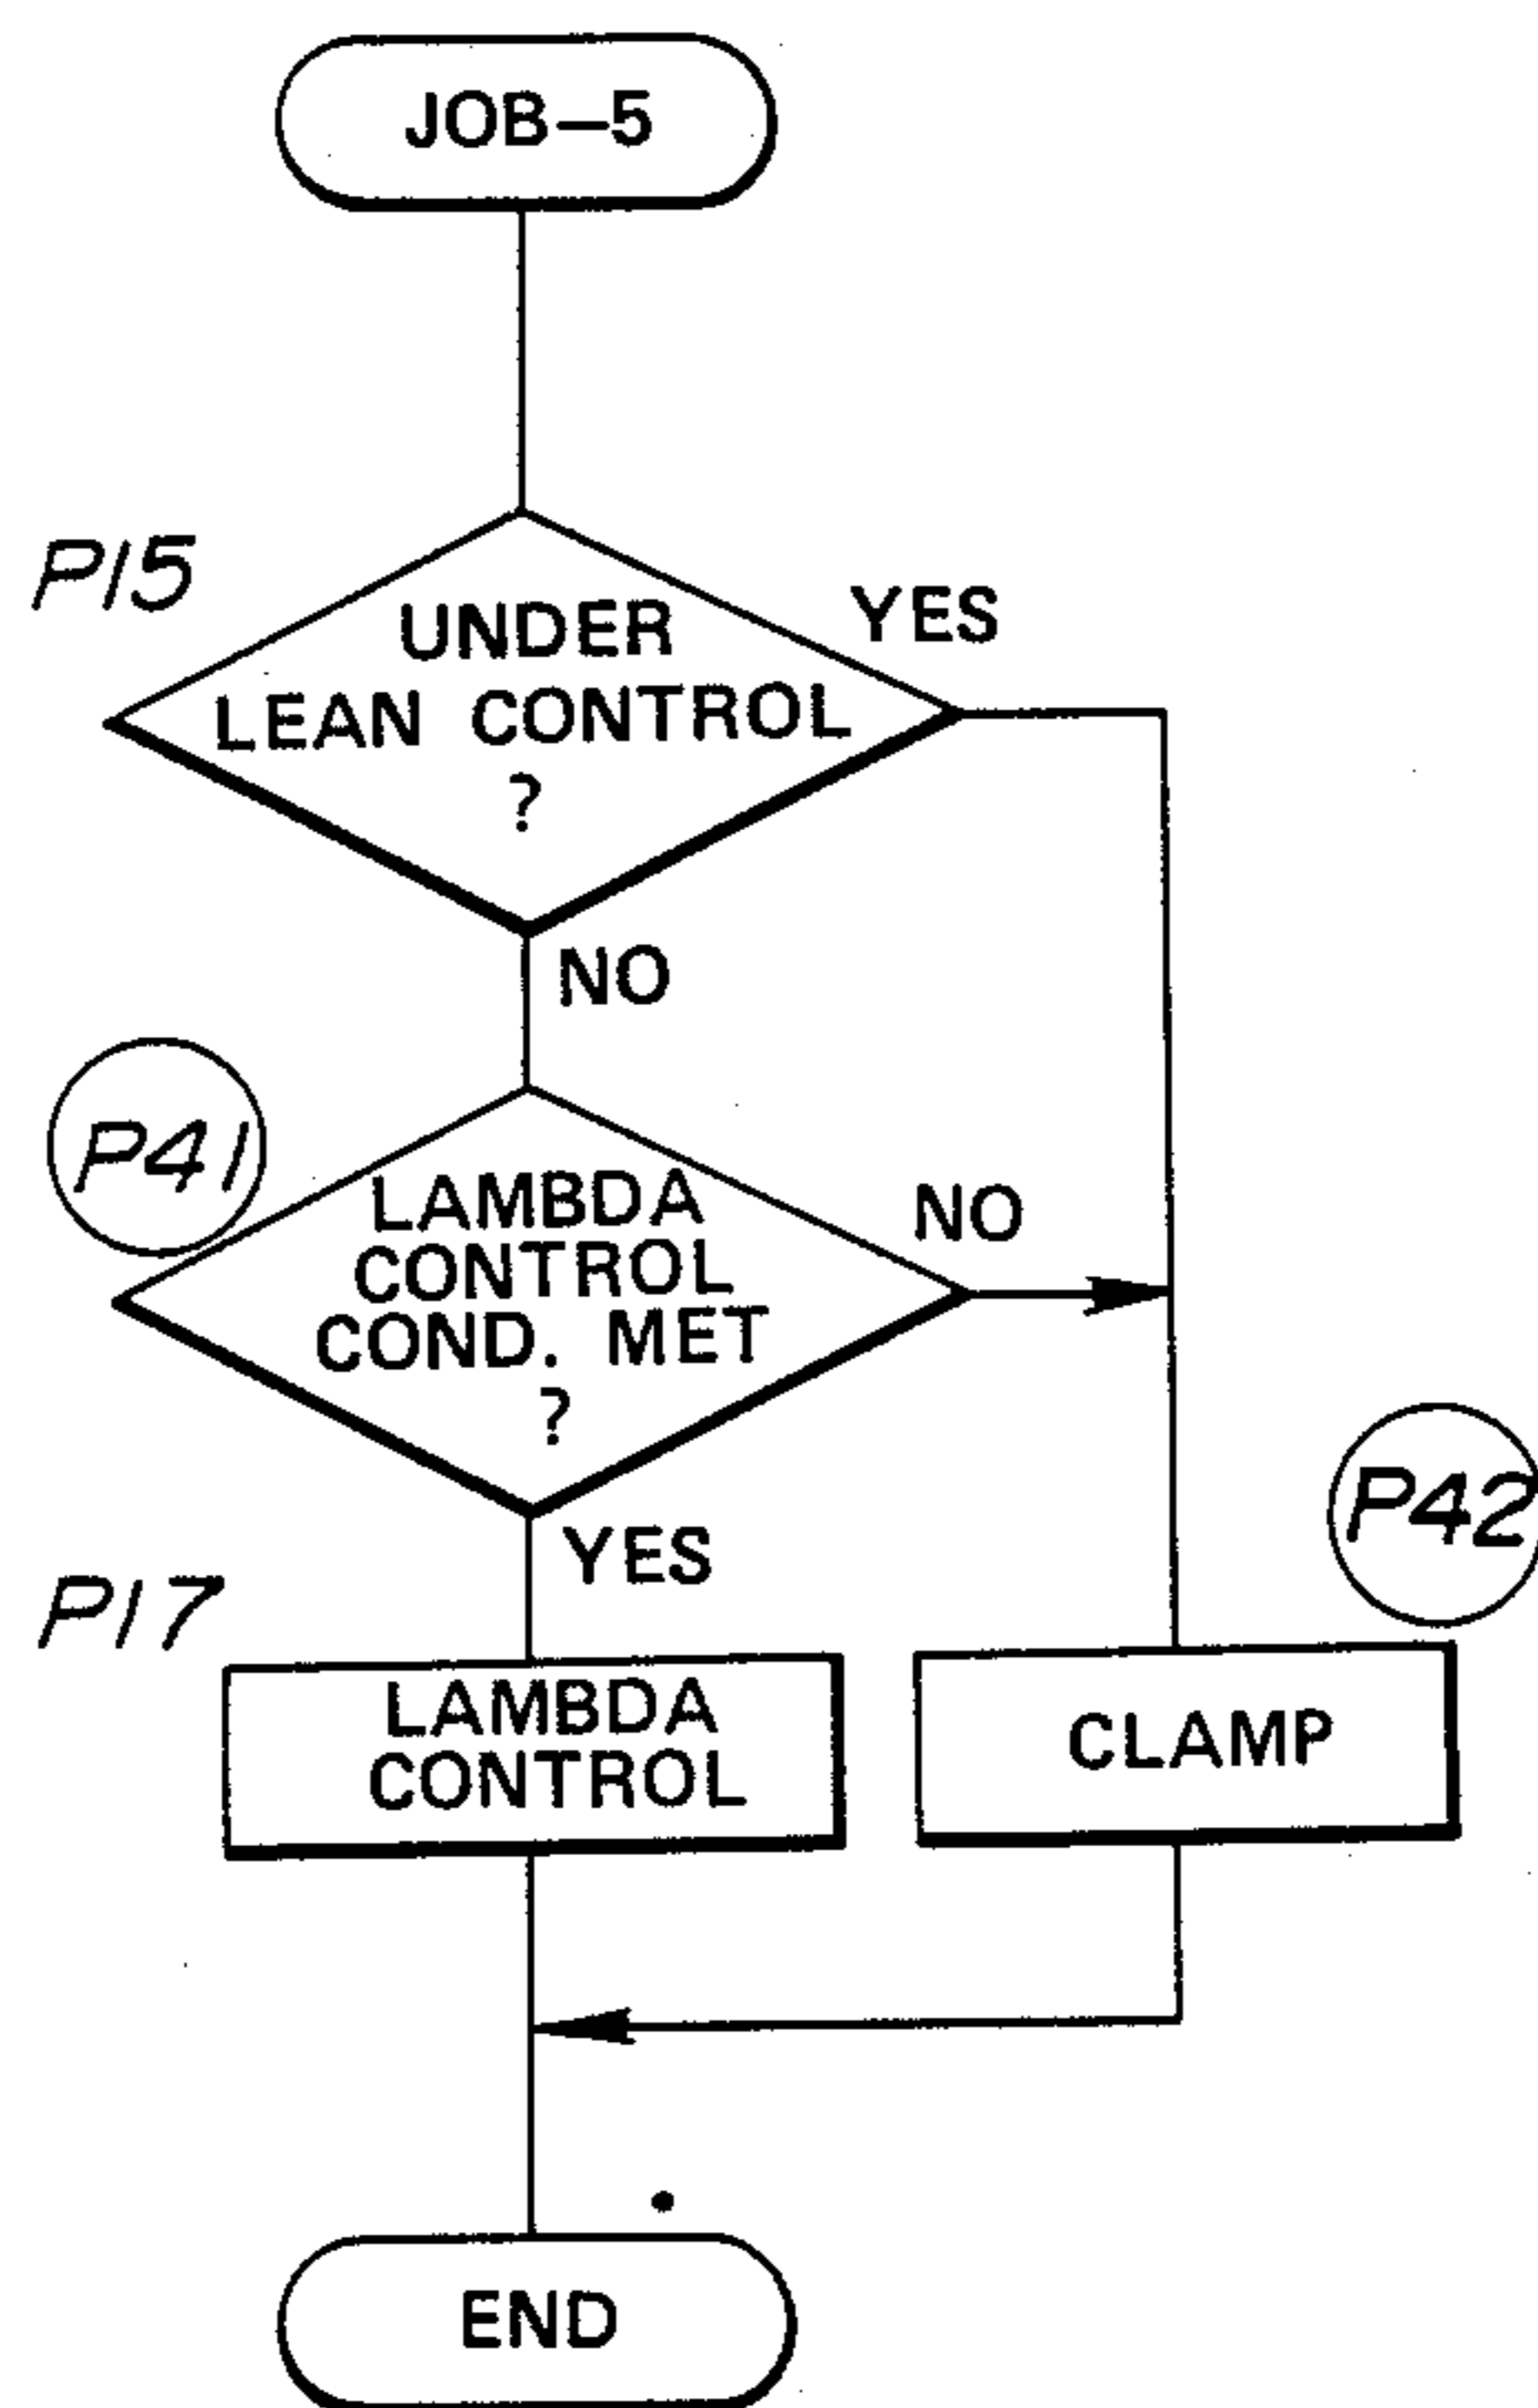 JOB-5
P15
UNDER
LEAN CONTROL
?
YES
NO
P41
LAMBDA
CONTROL
COND. MET
?
NO
YES
P42
P17
LAMBDA
CONTROL
CLAMP
END